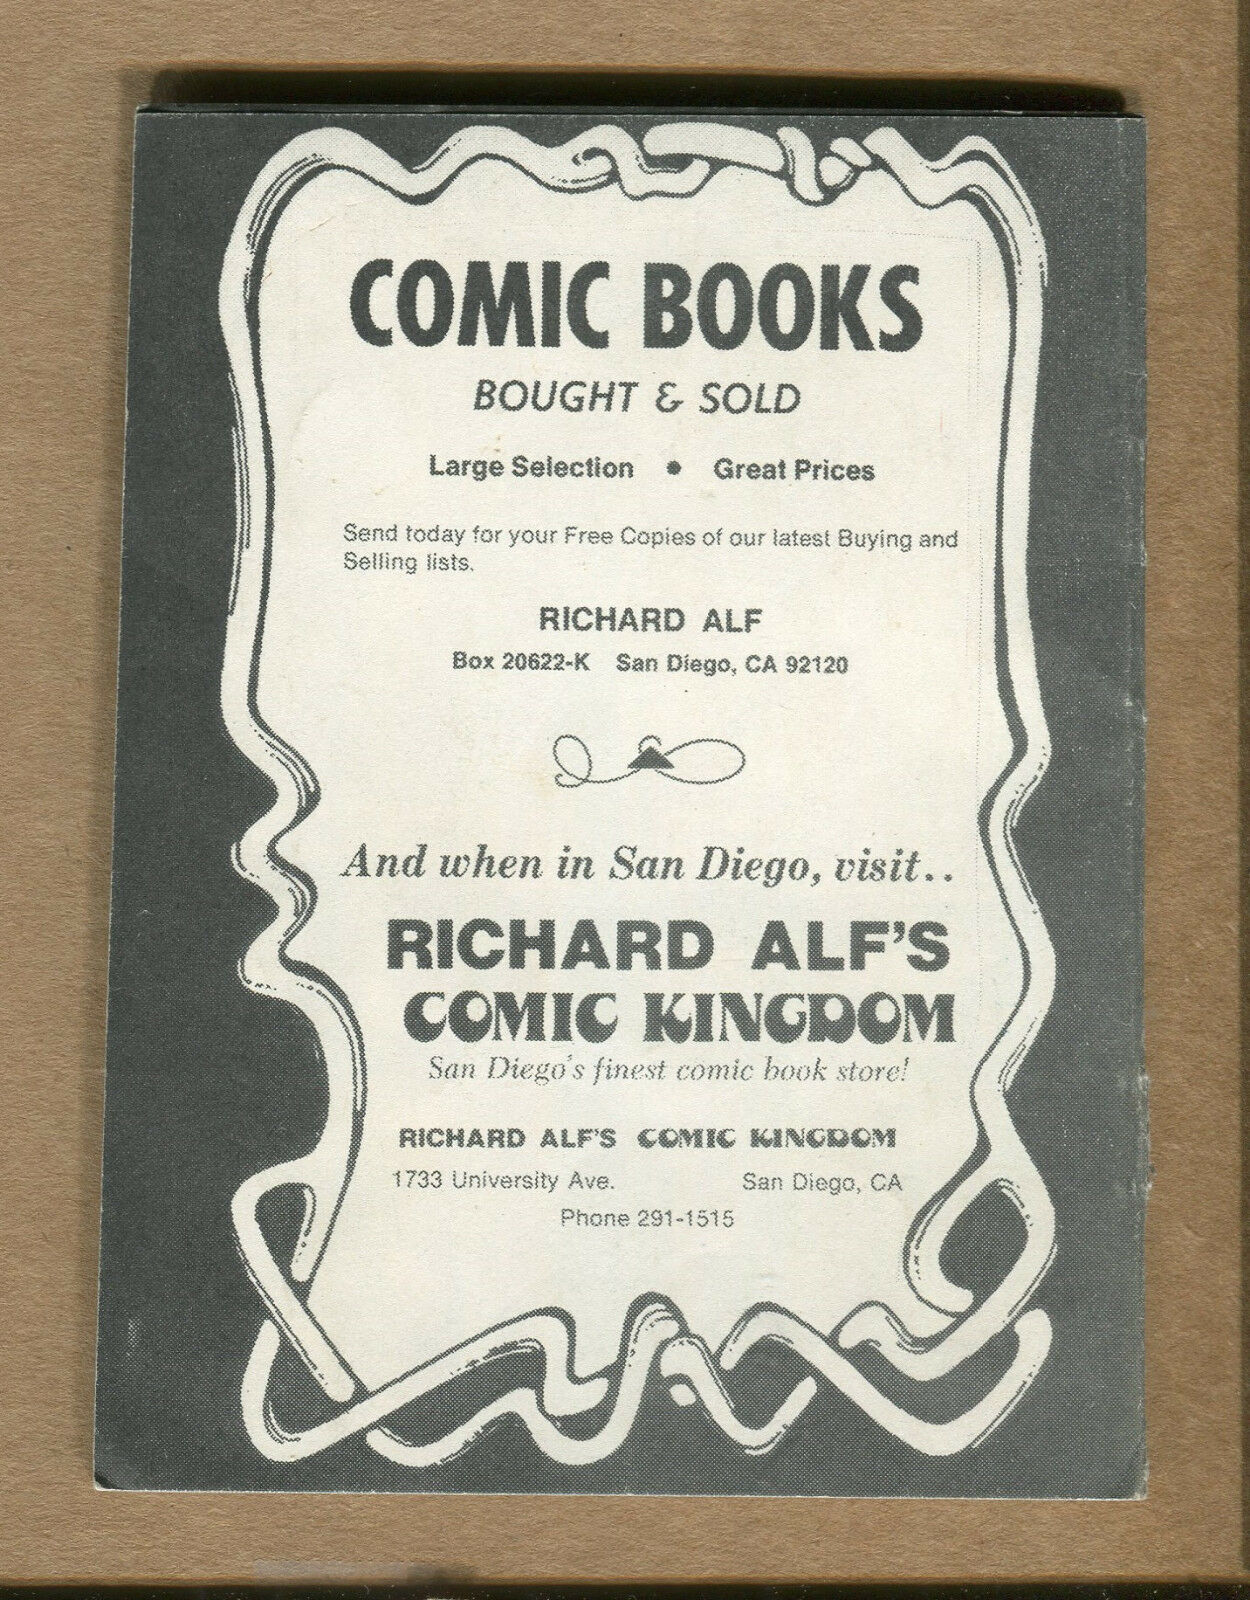 COMIC BOOKS
BOUGHT & SOLD
Large Selection • Great Prices
Send today for your Free Copies of our latest Buying and
Selling lists.
RICHARD ALF
Box 20622-K San Diego, CA 92120
And when in San Diego, visit..
RICHARD ALF'S
COMIC KINGDOM
San Diego's finest comic book store!
RICHARD ALF'S COMIC KINGDOM
1733 University Ave. San Diego, CA
Phone 291-1515